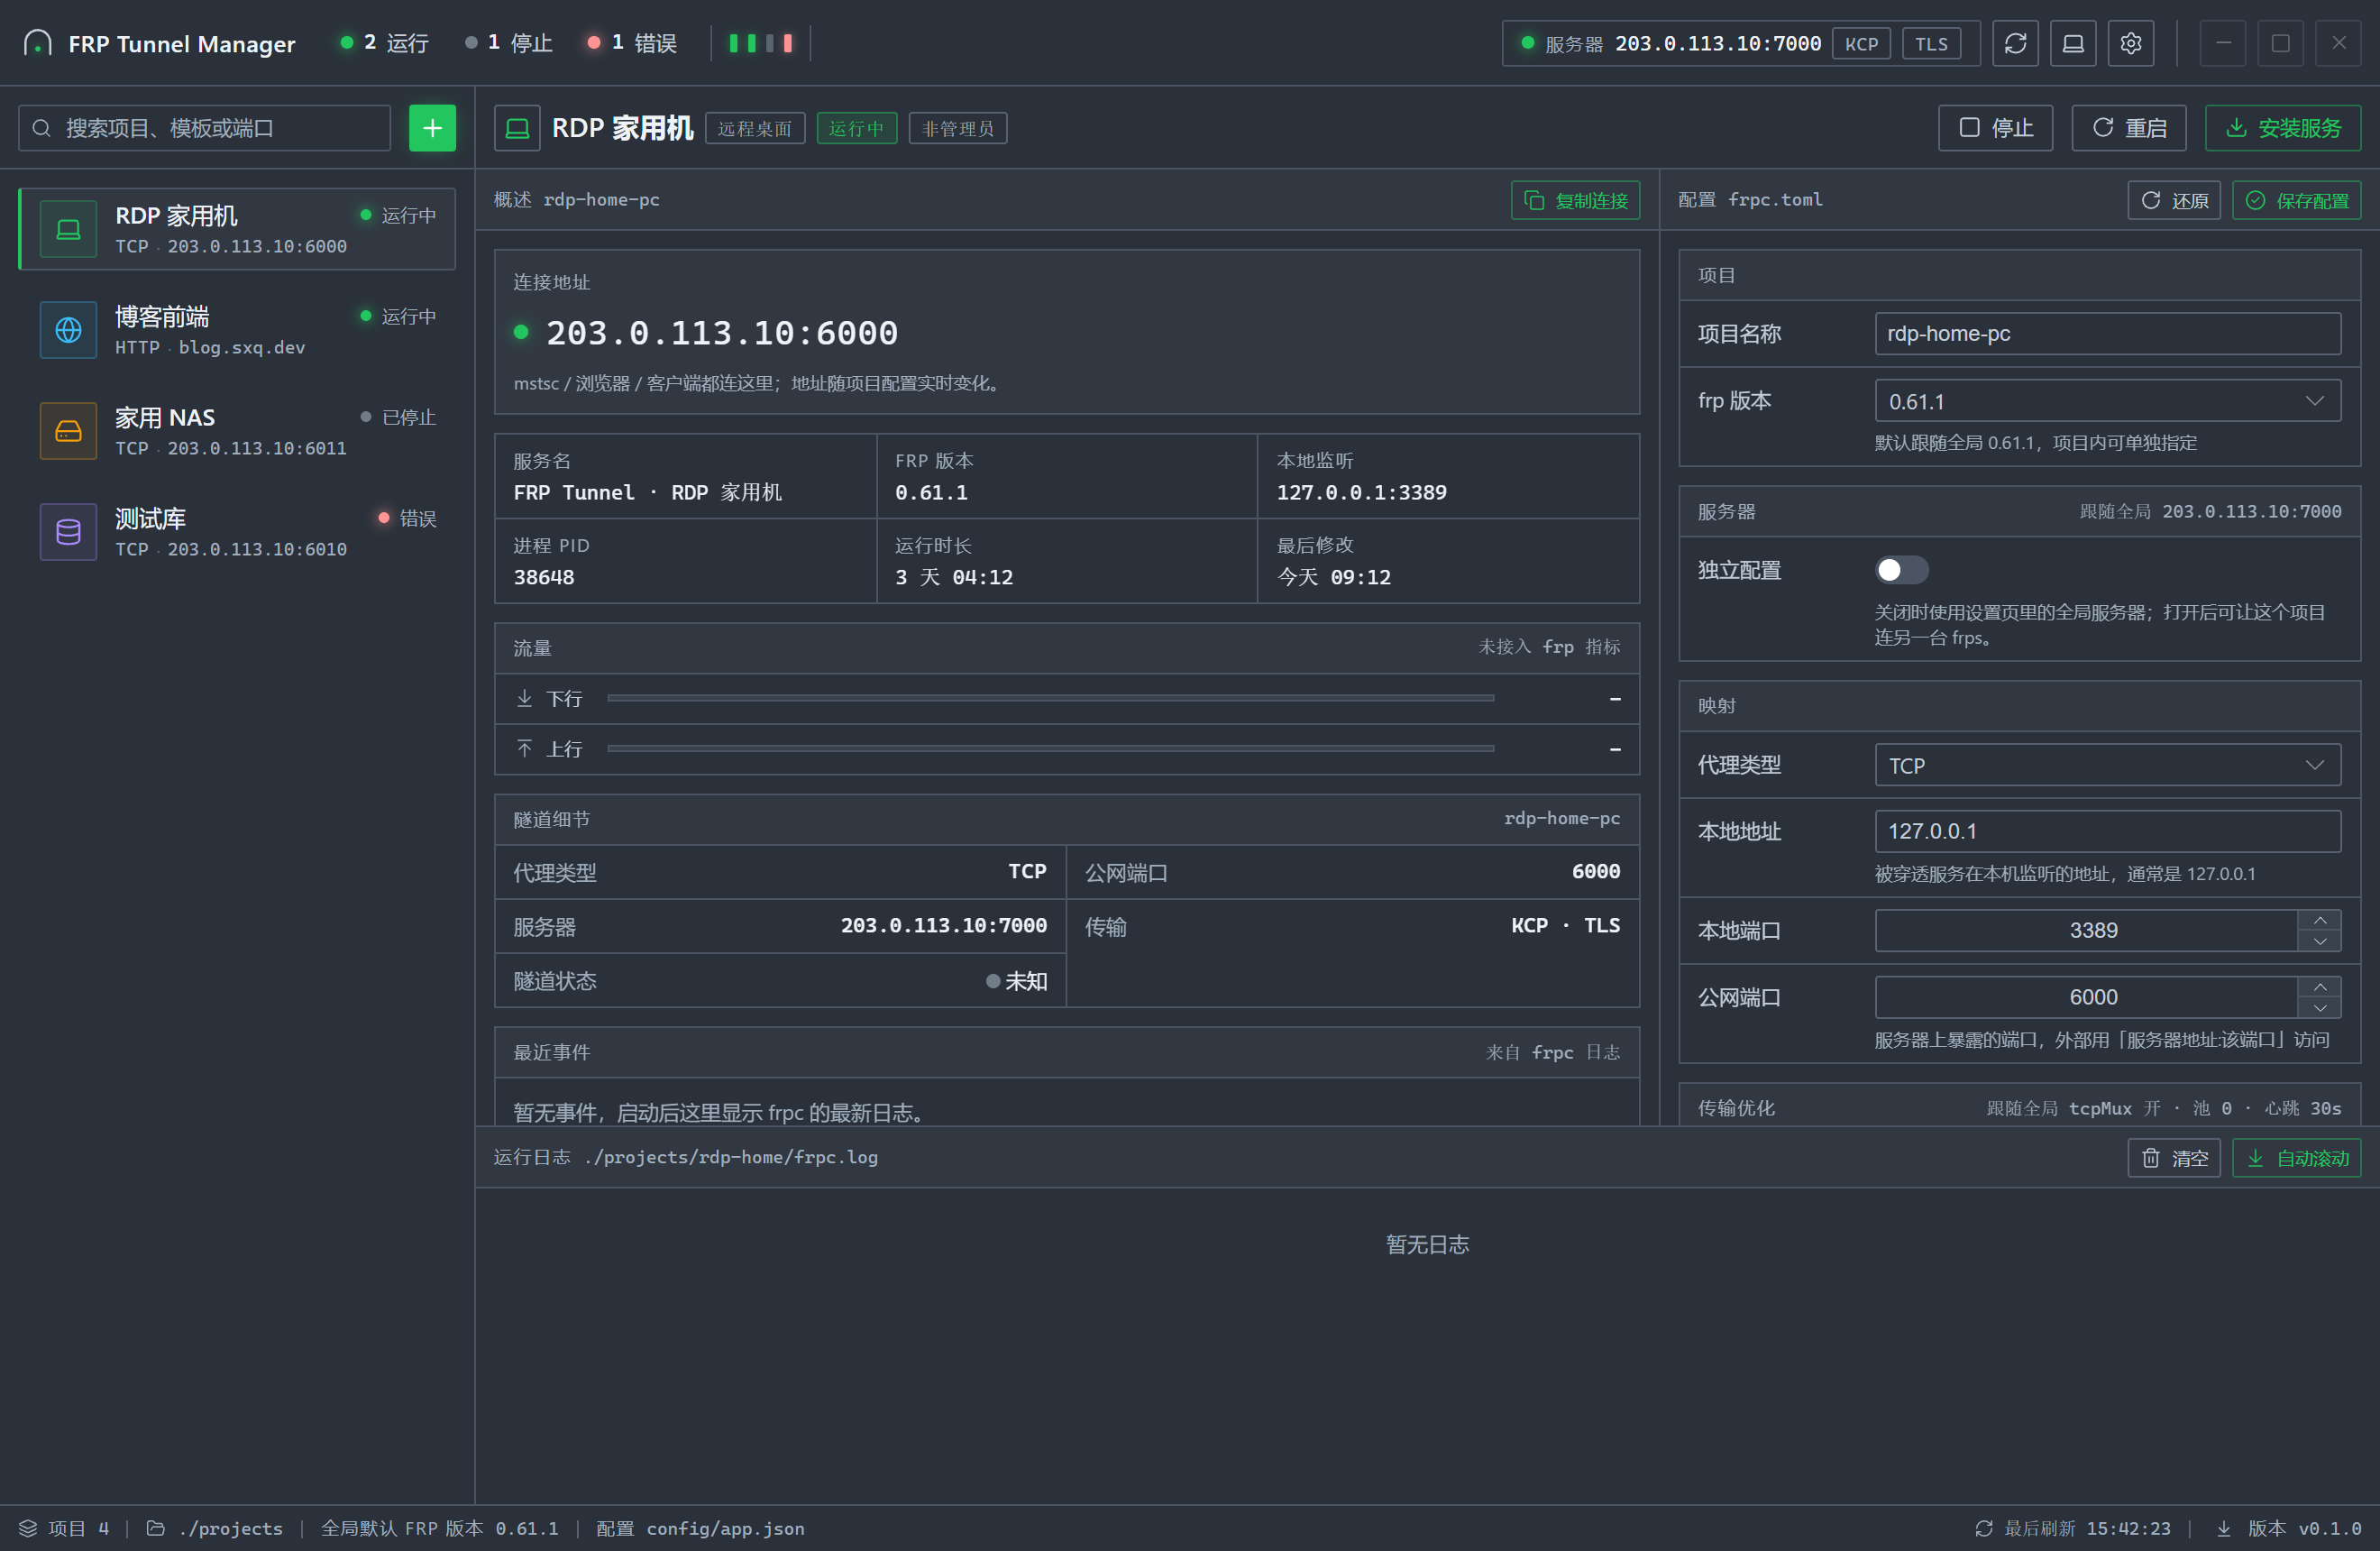 FRP Tunnel Manager
2 运行
1 停止
1 错误
服务器 203.0.113.10:7000 KCP TLS
搜索项目、模板或端口
RDP 家用机 运行中
TCP · 203.0.113.10:6000
博客前端 运行中
HTTP · blog.sxq.dev
家用 NAS 已停止
TCP · 203.0.113.10:6011
测试库 错误
TCP · 203.0.113.10:6010
RDP 家用机 远程桌面 运行中 非管理员
停止 重启 安装服务
概述 rdp-home-pc 复制连接
连接地址
203.0.113.10:6000
mstsc / 浏览器 / 客户端都连这里；地址随项目配置实时变化。
服务名
FRP Tunnel · RDP 家用机
FRP 版本
0.61.1
本地监听
127.0.0.1:3389
进程 PID
38648
运行时长
3 天 04:12
最后修改
今天 09:12
流量 未接入 frp 指标
下行 –
上行 –
隧道细节 rdp-home-pc
代理类型 TCP
公网端口 6000
服务器 203.0.113.10:7000
传输 KCP · TLS
隧道状态 未知
最近事件 来自 frpc 日志
暂无事件，启动后这里显示 frpc 的最新日志。
配置 frpc.toml 还原 保存配置
项目
项目名称 rdp-home-pc
frp 版本 0.61.1
默认跟随全局 0.61.1，项目内可单独指定
服务器 跟随全局 203.0.113.10:7000
独立配置
关闭时使用设置页里的全局服务器；打开后可让这个项目
连另一台 frps。
映射
代理类型 TCP
本地地址 127.0.0.1
被穿透服务在本机监听的地址，通常是 127.0.0.1
本地端口 3389
公网端口 6000
服务器上暴露的端口，外部用「服务器地址:该端口」访问
传输优化 跟随全局 tcpMux 开 · 池 0 · 心跳 30s
运行日志 ./projects/rdp-home/frpc.log 清空 自动滚动
暂无日志
项目 4 | ./projects | 全局默认 FRP 版本 0.61.1 | 配置 config/app.json
最后刷新 15:42:23 | 版本 v0.1.0